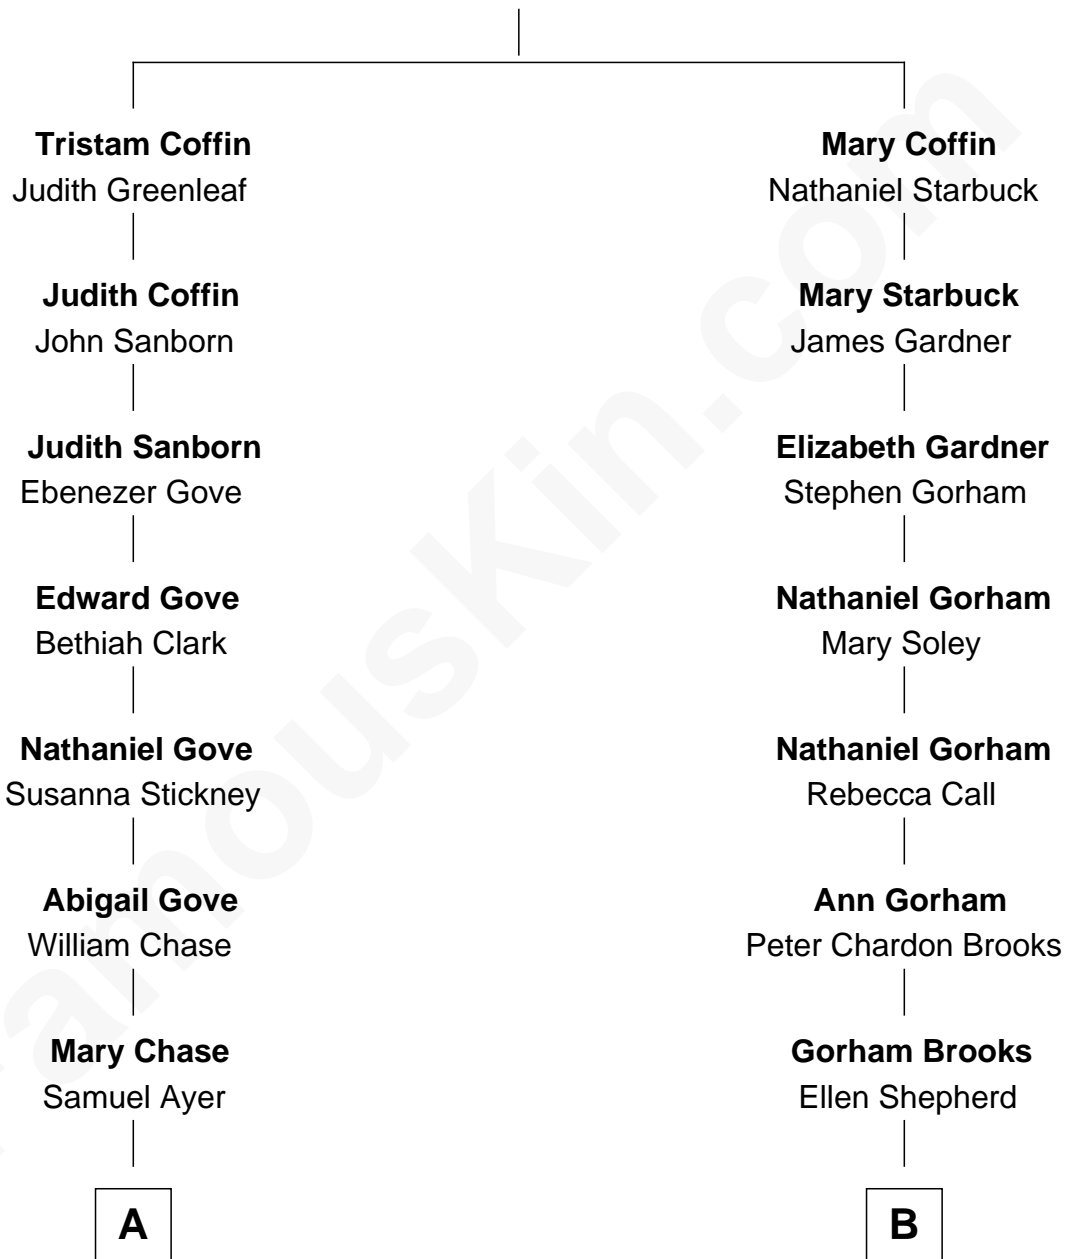 Tristam Coffin
Judith Greenleaf
Judith Coffin
John Sanborn
Judith Sanborn
Ebenezer Gove
Edward Gove
Bethiah Clark
Nathaniel Gove
Susanna Stickney
Abigail Gove
William Chase
Mary Chase
Samuel Ayer
A
Mary Coffin
Nathaniel Starbuck
Mary Starbuck
James Gardner
Elizabeth Gardner
Stephen Gorham
Nathaniel Gorham
Mary Soley
Nathaniel Gorham
Rebecca Call
Ann Gorham
Peter Chardon Brooks
Gorham Brooks
Ellen Shepherd
B
famouskin.com